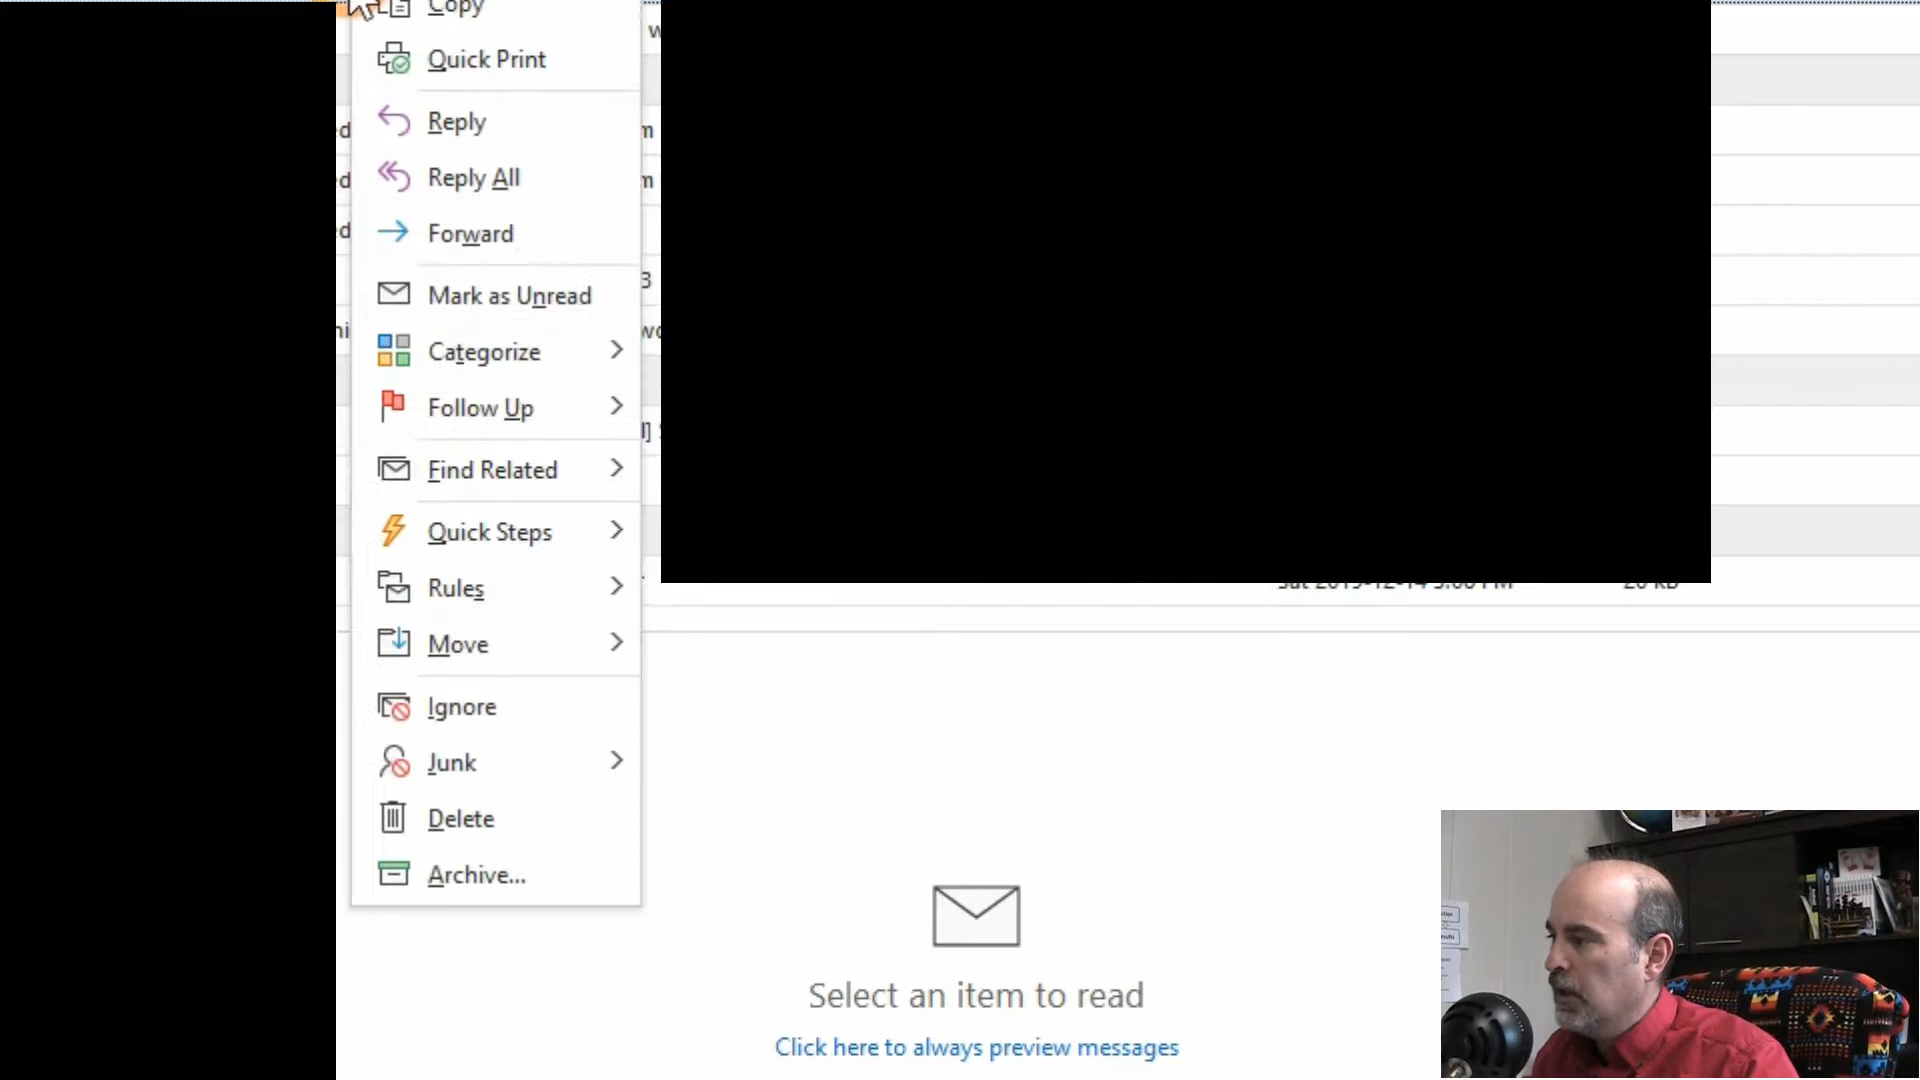 Copy
Quick Print
Reply
Reply All
Forward
Mark as Unread
Categorize
Follow Up
Find Related
Quick Steps
Rules
Move
Ignore
Junk
Delete
Archive...
Select an item to read
Click here to always preview messages